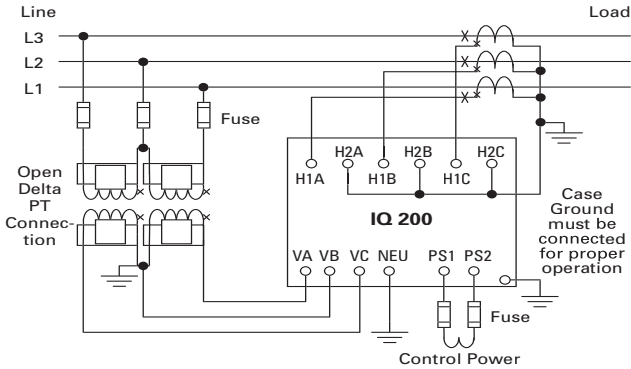 Line
Load
L3
L2
L1
Fuse
Open
Delta
PT
Connec-
tion
H1A
H2A
H1B
H2B
H1C
H2C
IQ 200
Case
Ground
must be
connected
for proper
operation
VA VB VC NEU PS1 PS2
Fuse
Control Power